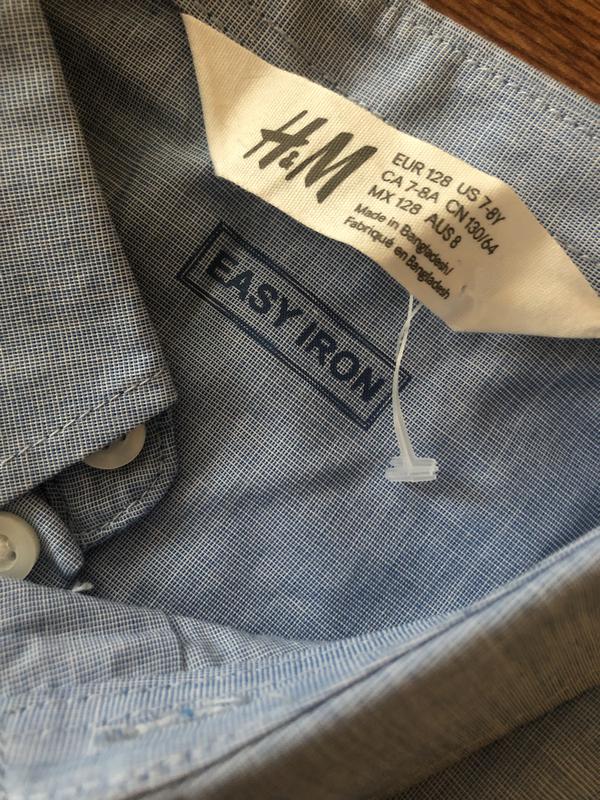 H&M
EUR 128 US 7-8Y
CA 7-8A CN 130/64
MX 128 AUS 8
Made in Bangladesh/
Fabriqué en Bangladesh
EASY IRON